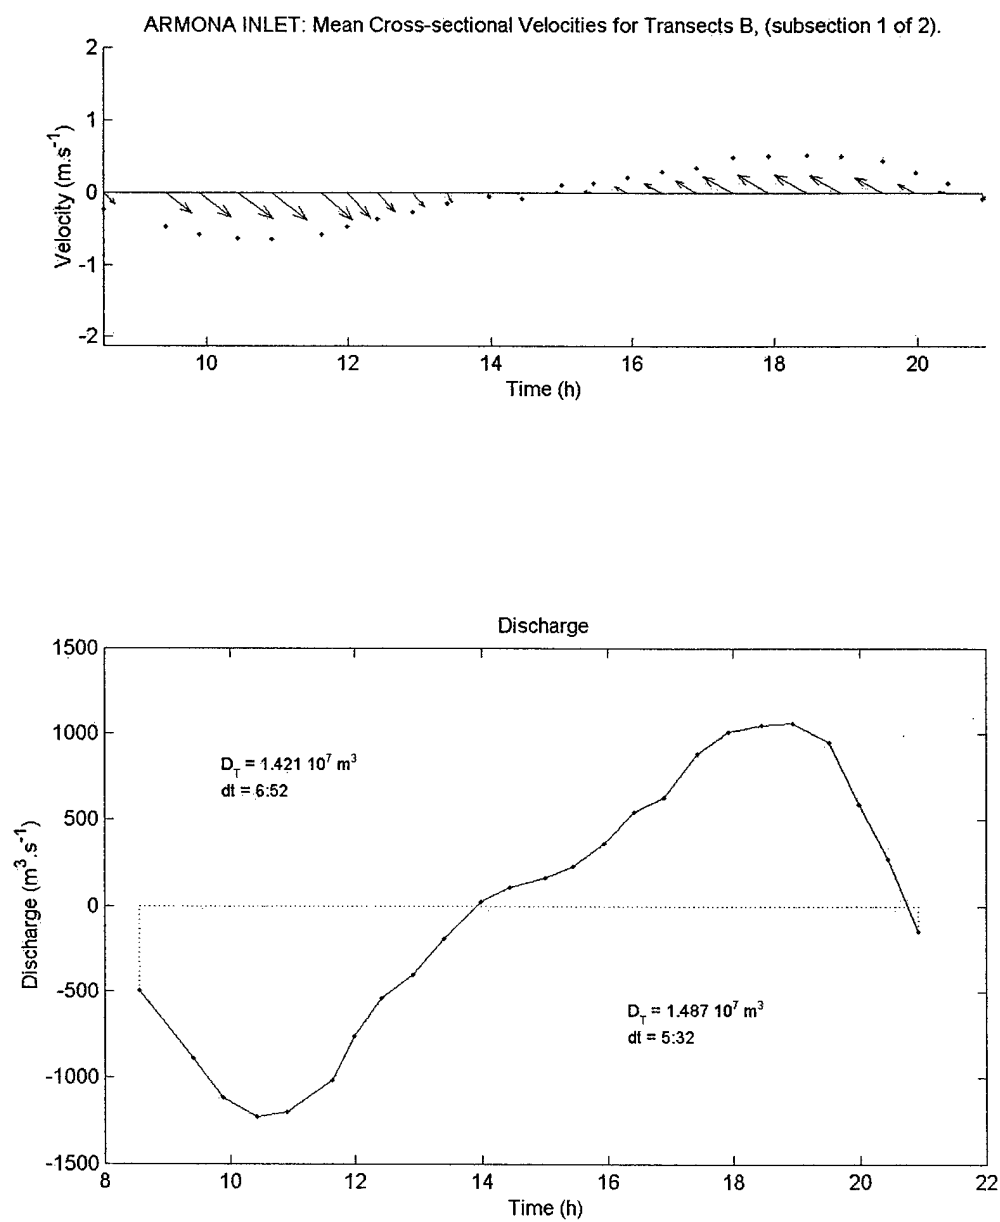 ARMONA INLET: Mean Cross-sectional Velocities for Transects B, (subsection 1 of 2).
Velocity (m.s⁻¹)
2
1
0
-1
-2
10 12 14 16 18 20
Time (h)
Discharge
Discharge (m³.s⁻¹)
1500
1000
500
0
-500
-1000
-1500
D_T = 1.421 10⁷ m³
dt = 6:52
D_T = 1.487 10⁷ m³
dt = 5:32
8 10 12 14 16 18 20 22
Time (h)